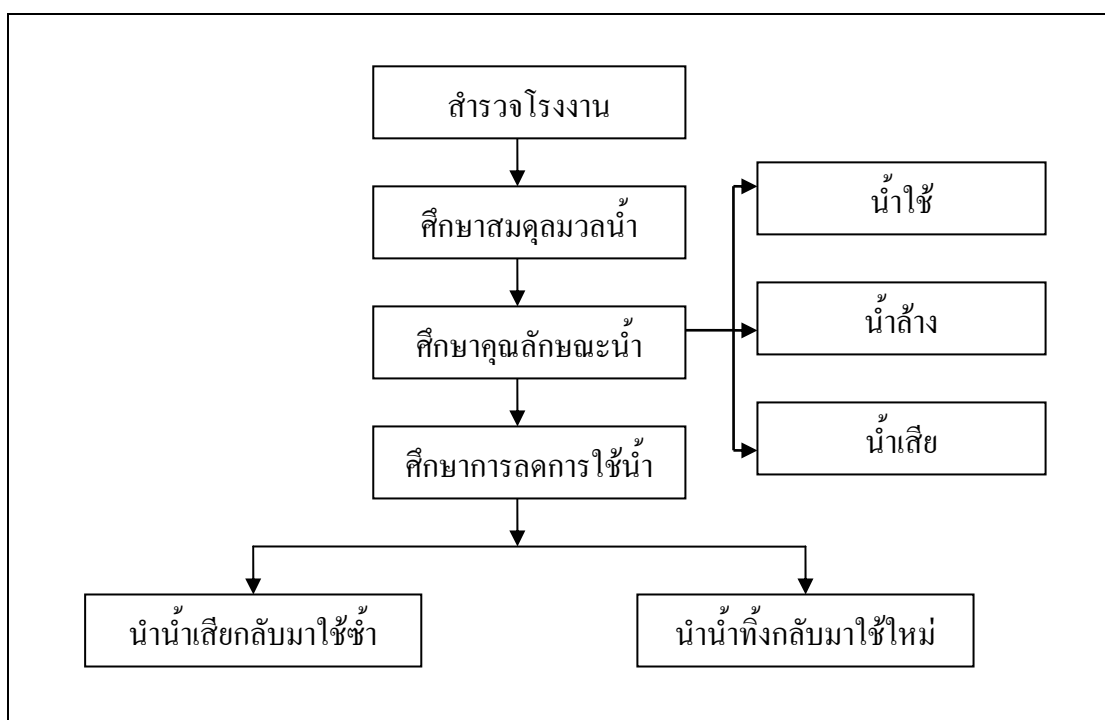 สำรวจโรงงาน
ศึกษาสมดุลมวลน้ำ
ศึกษาคุณลักษณะน้ำ
น้ำใช้
น้ำล้าง
น้ำเสีย
ศึกษาการลดการใช้น้ำ
นำน้ำเสียกลับมาใช้ซ้ำ
นำน้ำทิ้งกลับมาใช้ใหม่